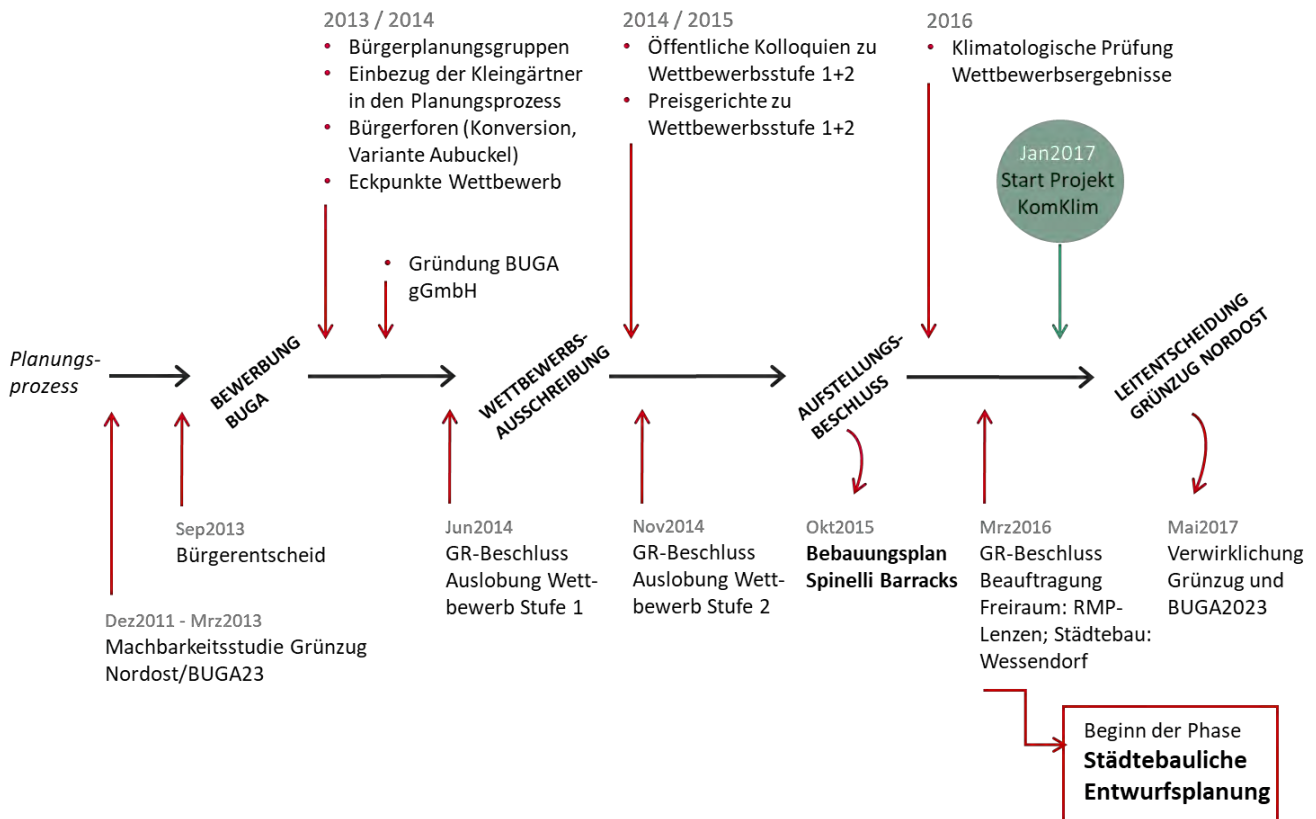 2013 / 2014
• Bürgerplanungsgruppen
• Einbezug der Kleingärtner
in den Planungsprozess
• Bürgerforen (Konversion,
Variante Aubuckel)
• Eckpunkte Wettbewerb
• Gründung BUGA
gGmbH
2014 / 2015
• Öffentliche Kolloquien zu
Wettbewerbsstufe 1+2
• Preisgerichte zu
Wettbewerbsstufe 1+2
2016
• Klimatologische Prüfung
Wettbewerbsergebnisse
Jan2017
Start Projekt
KomKlim
Planungs-
prozess
BEWERBUNG
BUGA
WETTBEWERBS-
AUSSCHREIBUNG
AUFSTELLUNGS-
BESCHLUSS
LEITENTSCHEIDUNG
GRÜNZUG NORDOST
Dez2011 - Mrz2013
Machbarkeitsstudie Grünzug
Nordost/BUGA23
Sep2013
Bürgerentscheid
Jun2014
GR-Beschluss
Auslobung Wett-
bewerb Stufe 1
Nov2014
GR-Beschluss
Auslobung Wett-
bewerb Stufe 2
Okt2015
Bebauungsplan
Spinelli Barracks
Mrz2016
GR-Beschluss
Beauftragung
Freiraum: RMP-
Lenzen; Städtebau:
Wessendorf
Mai2017
Verwirklichung
Grünzug und
BUGA2023
Beginn der Phase
Städtebauliche
Entwurfsplanung